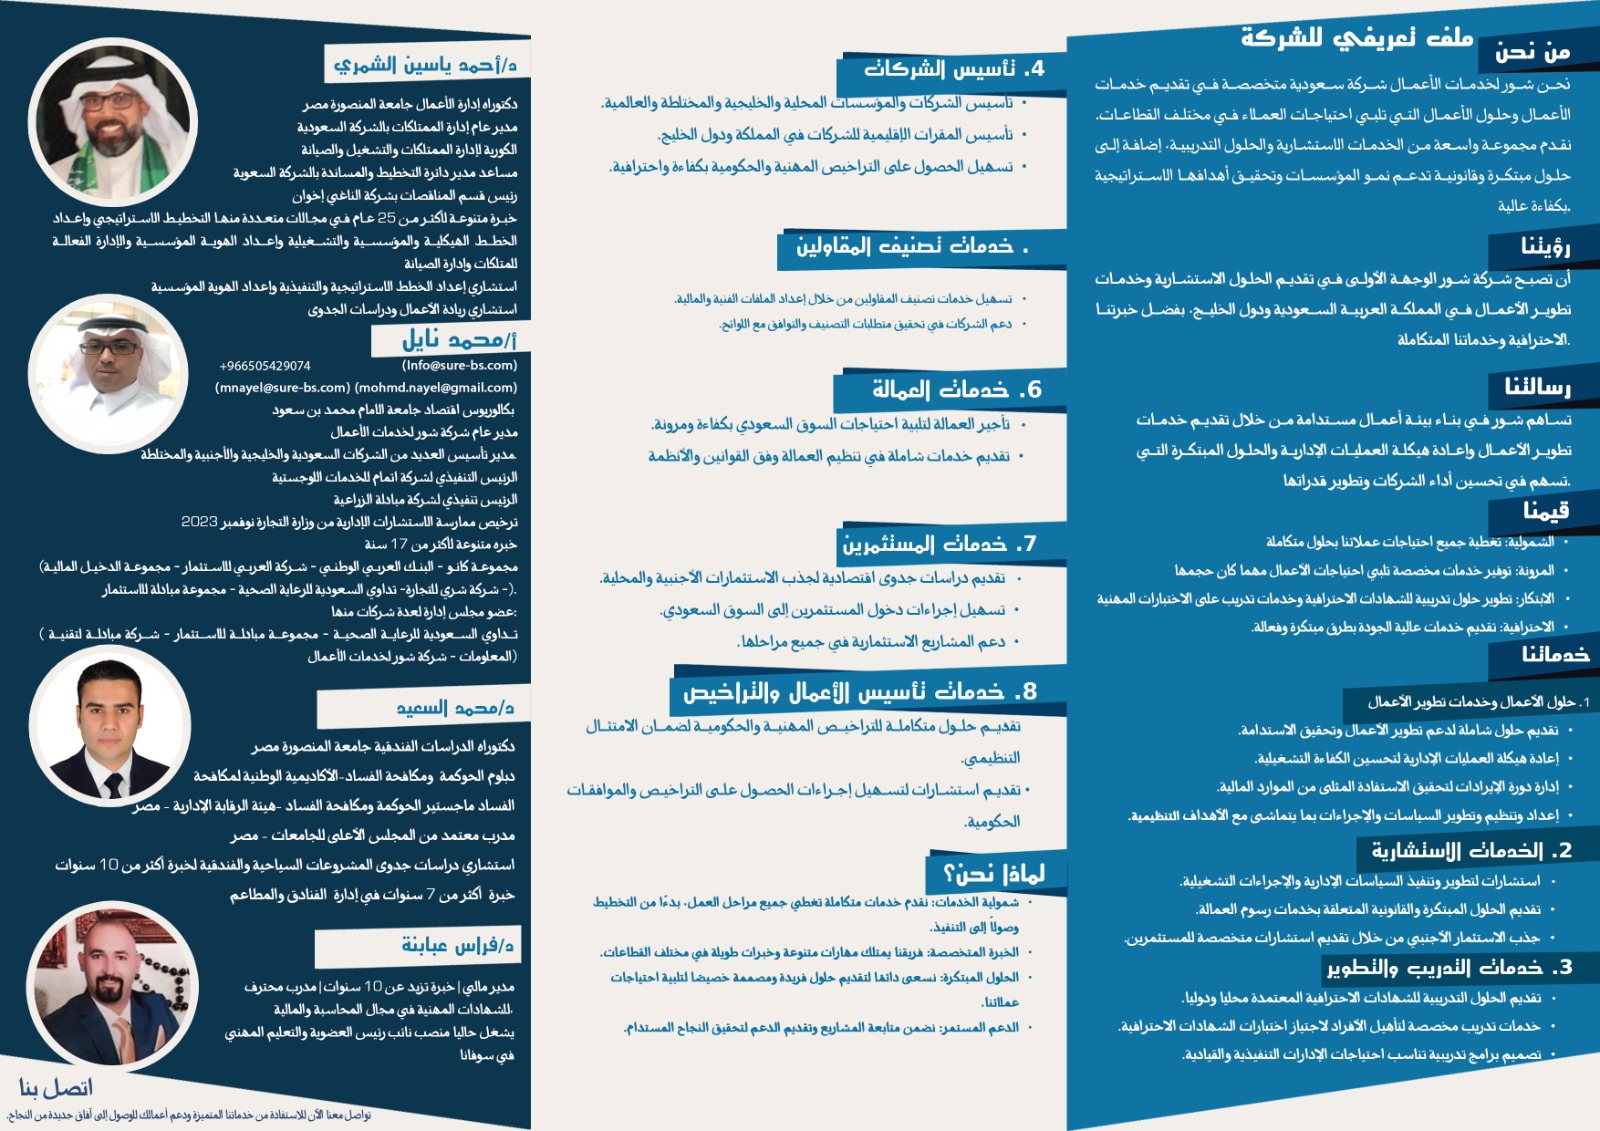 ملف تعريفي للشركة
من نحن
نحن شور لخدمات الأعمال شركة سعودية متخصصة في تقديم خدمات
الأعمال وحلول الأعمال التي تلبي احتياجات العملاء في مختلف القطاعات.
نقدم مجموعة واسعة من الخدمات الاستشارية والحلول التدريبية، إضافة إلى
حلول مبتكرة وقانونية تدعم نمو المؤسسات وتحقيق أهدافها الاستراتيجية
.بكفاءة عالية
رؤيتنا
أن تصبح شركة شور الوجهة الأولى في تقديم الحلول الاستشارية وخدمات
تطوير الأعمال في المملكة العربية السعودية ودول الخليج، بفضل خبرتنا
.الاحترافية وخدماتنا المتكاملة
رسالتنا
تساهم شور في بناء بيئة أعمال مستدامة من خلال تقديم خدمات
تطوير الأعمال وإعادة هيكلة العمليات الإدارية والحلول المبتكرة التي
.تسهم في تحسين أداء الشركات وتطوير قدراتها
قيمنا
• الشمولية: تغطية جميع احتياجات عملائنا بحلول متكاملة
• المرونة: توفير خدمات مخصصة تلبي احتياجات الأعمال مهما كان حجمها
• الابتكار: تطوير حلول تدريبية للشهادات الاحترافية وخدمات تدريب على الاختبارات المهنية
• الاحترافية: تقديم خدمات عالية الجودة بطرق مبتكرة وفعالة.
خدماتنا
1. حلول الأعمال وخدمات تطوير الأعمال
• تقديم حلول شاملة لدعم تطوير الأعمال وتحقيق الاستدامة.
• إعادة هيكلة العمليات الإدارية لتحسين الكفاءة التشغيلية.
• إدارة دورة الإيرادات لتحقيق الاستفادة المثلى من الموارد المالية.
• إعداد وتنظيم وتطوير السياسات والإجراءات بما يتماشى مع الأهداف التنظيمية.
2. الخدمات الاستشارية
• استشارات لتطوير وتنفيذ السياسات الإدارية والإجراءات التشغيلية.
• تقديم الحلول المبتكرة والقانونية المتعلقة بخدمات رسوم العمالة.
• جذب الاستثمار الأجنبي من خلال تقديم استشارات متخصصة للمستثمرين.
3. خدمات التدريب والتطوير
• تقديم الحلول التدريبية للشهادات الاحترافية المعتمدة محليا ودوليا.
• خدمات تدريب مخصصة لتأهيل الأفراد لاجتياز اختبارات الشهادات الاحترافية.
• تصميم برامج تدريبية تناسب احتياجات الإدارات التنفيذية والقيادية.
4. تأسيس الشركات
• تأسيس الشركات والمؤسسات المحلية والخليجية والمختلطة والعالمية.
• تأسيس المقرات الإقليمية للشركات في المملكة ودول الخليج.
• تسهيل الحصول على التراخيص المهنية والحكومية بكفاءة واحترافية.
. خدمات تصنيف المقاولين
• تسهيل خدمات تصنيف المقاولين من خلال إعداد الملفات الفنية والمالية.
• دعم الشركات في تحقيق متطلبات التصنيف والتوافق مع اللوائح.
6. خدمات العمالة
• تأجير العمالة لتلبية احتياجات السوق السعودي بكفاءة ومرونة.
• تقديم خدمات شاملة في تنظيم العمالة وفق القوانين والأنظمة
7. خدمات المستثمرين
• تقديم دراسات جدوى اقتصادية لجذب الاستثمارات الأجنبية والمحلية.
• تسهيل إجراءات دخول المستثمرين إلى السوق السعودي.
• دعم المشاريع الاستثمارية في جميع مراحلها.
8. خدمات تأسيس الأعمال والتراخيص
تقديم حلول متكاملة للتراخيص المهنية والحكومية لضمان الامتثال
التنظيمي.
• تقديم استشارات لتسهيل إجراءات الحصول على التراخيص والموافقات
الحكومية.
لماذا نحن؟
• شمولية الخدمات: نقدم خدمات متكاملة تغطي جميع مراحل العمل، بدءًا من التخطيط
وصولًا إلى التنفيذ.
• الخبرة المتخصصة: فريقنا يمتلك مهارات متنوعة وخبرات طويلة في مختلف القطاعات.
• الحلول المبتكرة: نسعى دائمًا لتقديم حلول فريدة ومصممة خصيصًا لتلبية احتياجات
عملائنا.
• الدعم المستمر: نضمن متابعة المشاريع وتقديم الدعم لتحقيق النجاح المستدام.
د/أحمد ياسين الشمري
دكتوراه إدارة الأعمال جامعة المنصورة مصر
مدير عام إدارة الممتلكات بالشركة السعودية
الكورية لإدارة الممتلكات والتشغيل والصيانة
مساعد مدير دائرة التخطيط والمساندة بالشركة السعوية
رئيس قسم المناقصات بشركة الناغي إخوان
خبرة متنوعة لأكثر من 25 عام في مجالات متعددة منها التخطيط الاستراتيجي وإعداد
الخطط الهيكلية والمؤسسية والتشغيلية وإعداد الهوية المؤسسية والإدارة الفعالة
للمتلكات وإدارة الصيانة
استشاري إعداد الخطط الاستراتيجية والتنفيذية وإعداد الهوية المؤسسية
استشاري ريادة الأعمال ودراسات الجدوى
أ/محمد نايل
+966505429074 (Info@sure-bs.com)
(mnayel@sure-bs.com) (mohmd.nayel@gmail.com)
بكالوريوس اقتصاد جامعة الامام محمد بن سعود
مدير عام شركة شور لخدمات الأعمال
.مدير تأسيس العديد من الشركات السعودية والخليجية والأجنبية والمختلطة
الرئيس التنفيذي لشركة اتمام للخدمات اللوجستية
الرئيس تنفيذي لشركة مبادلة الزراعية
ترخيص ممارسة الاستشارات الإدارية من وزارة التجارة نوفمبر 2023
خبره متنوعة لأكثر من 17 سنة
مجموعة كانو - البنك العربي الوطني - شركة العربي للاستثمار - مجموعة الدخيل المالية)
.(- شركة شري للتجارة- تداوي السعودية للرعاية الصحية - مجموعة مبادلة للاستثمار
:عضو مجلس إدارة لعدة شركات منها
تداوي السعودية للرعاية الصحية - مجموعة مبادلة للاستثمار - شركة مبادلة لتقنية )
(المعلومات - شركة شور لخدمات الأعمال
د/محمد السعيد
دكتوراه الدراسات الفندقية جامعة المنصورة مصر
دبلوم الحوكمة ومكافحة الفساد-الأكاديمية الوطنية لمكافحة
الفساد ماجستير الحوكمة ومكافحة الفساد -هيئة الرقابة الإدارية - مصر
مدرب معتمد من المجلس الأعلى للجامعات - مصر
استشاري دراسات جدوى المشروعات السياحية والفندقية لخبرة أكثر من 10 سنوات
خبرة أكثر من 7 سنوات في إدارة الفنادق والمطاعم
د/فراس عبابنة
مدير مالي | خبرة تزيد عن 10 سنوات | مدرب محترف
.للشهادات المهنية في مجال المحاسبة والمالية
يشغل حاليا منصب نائب رئيس العضوية والتعليم المهني
في سوفانا
اتصل بنا
تواصل معنا الآن للاستفادة من خدماتنا المتميزة ودعم أعمالك للوصول إلى آفاق جديدة من النجاح.